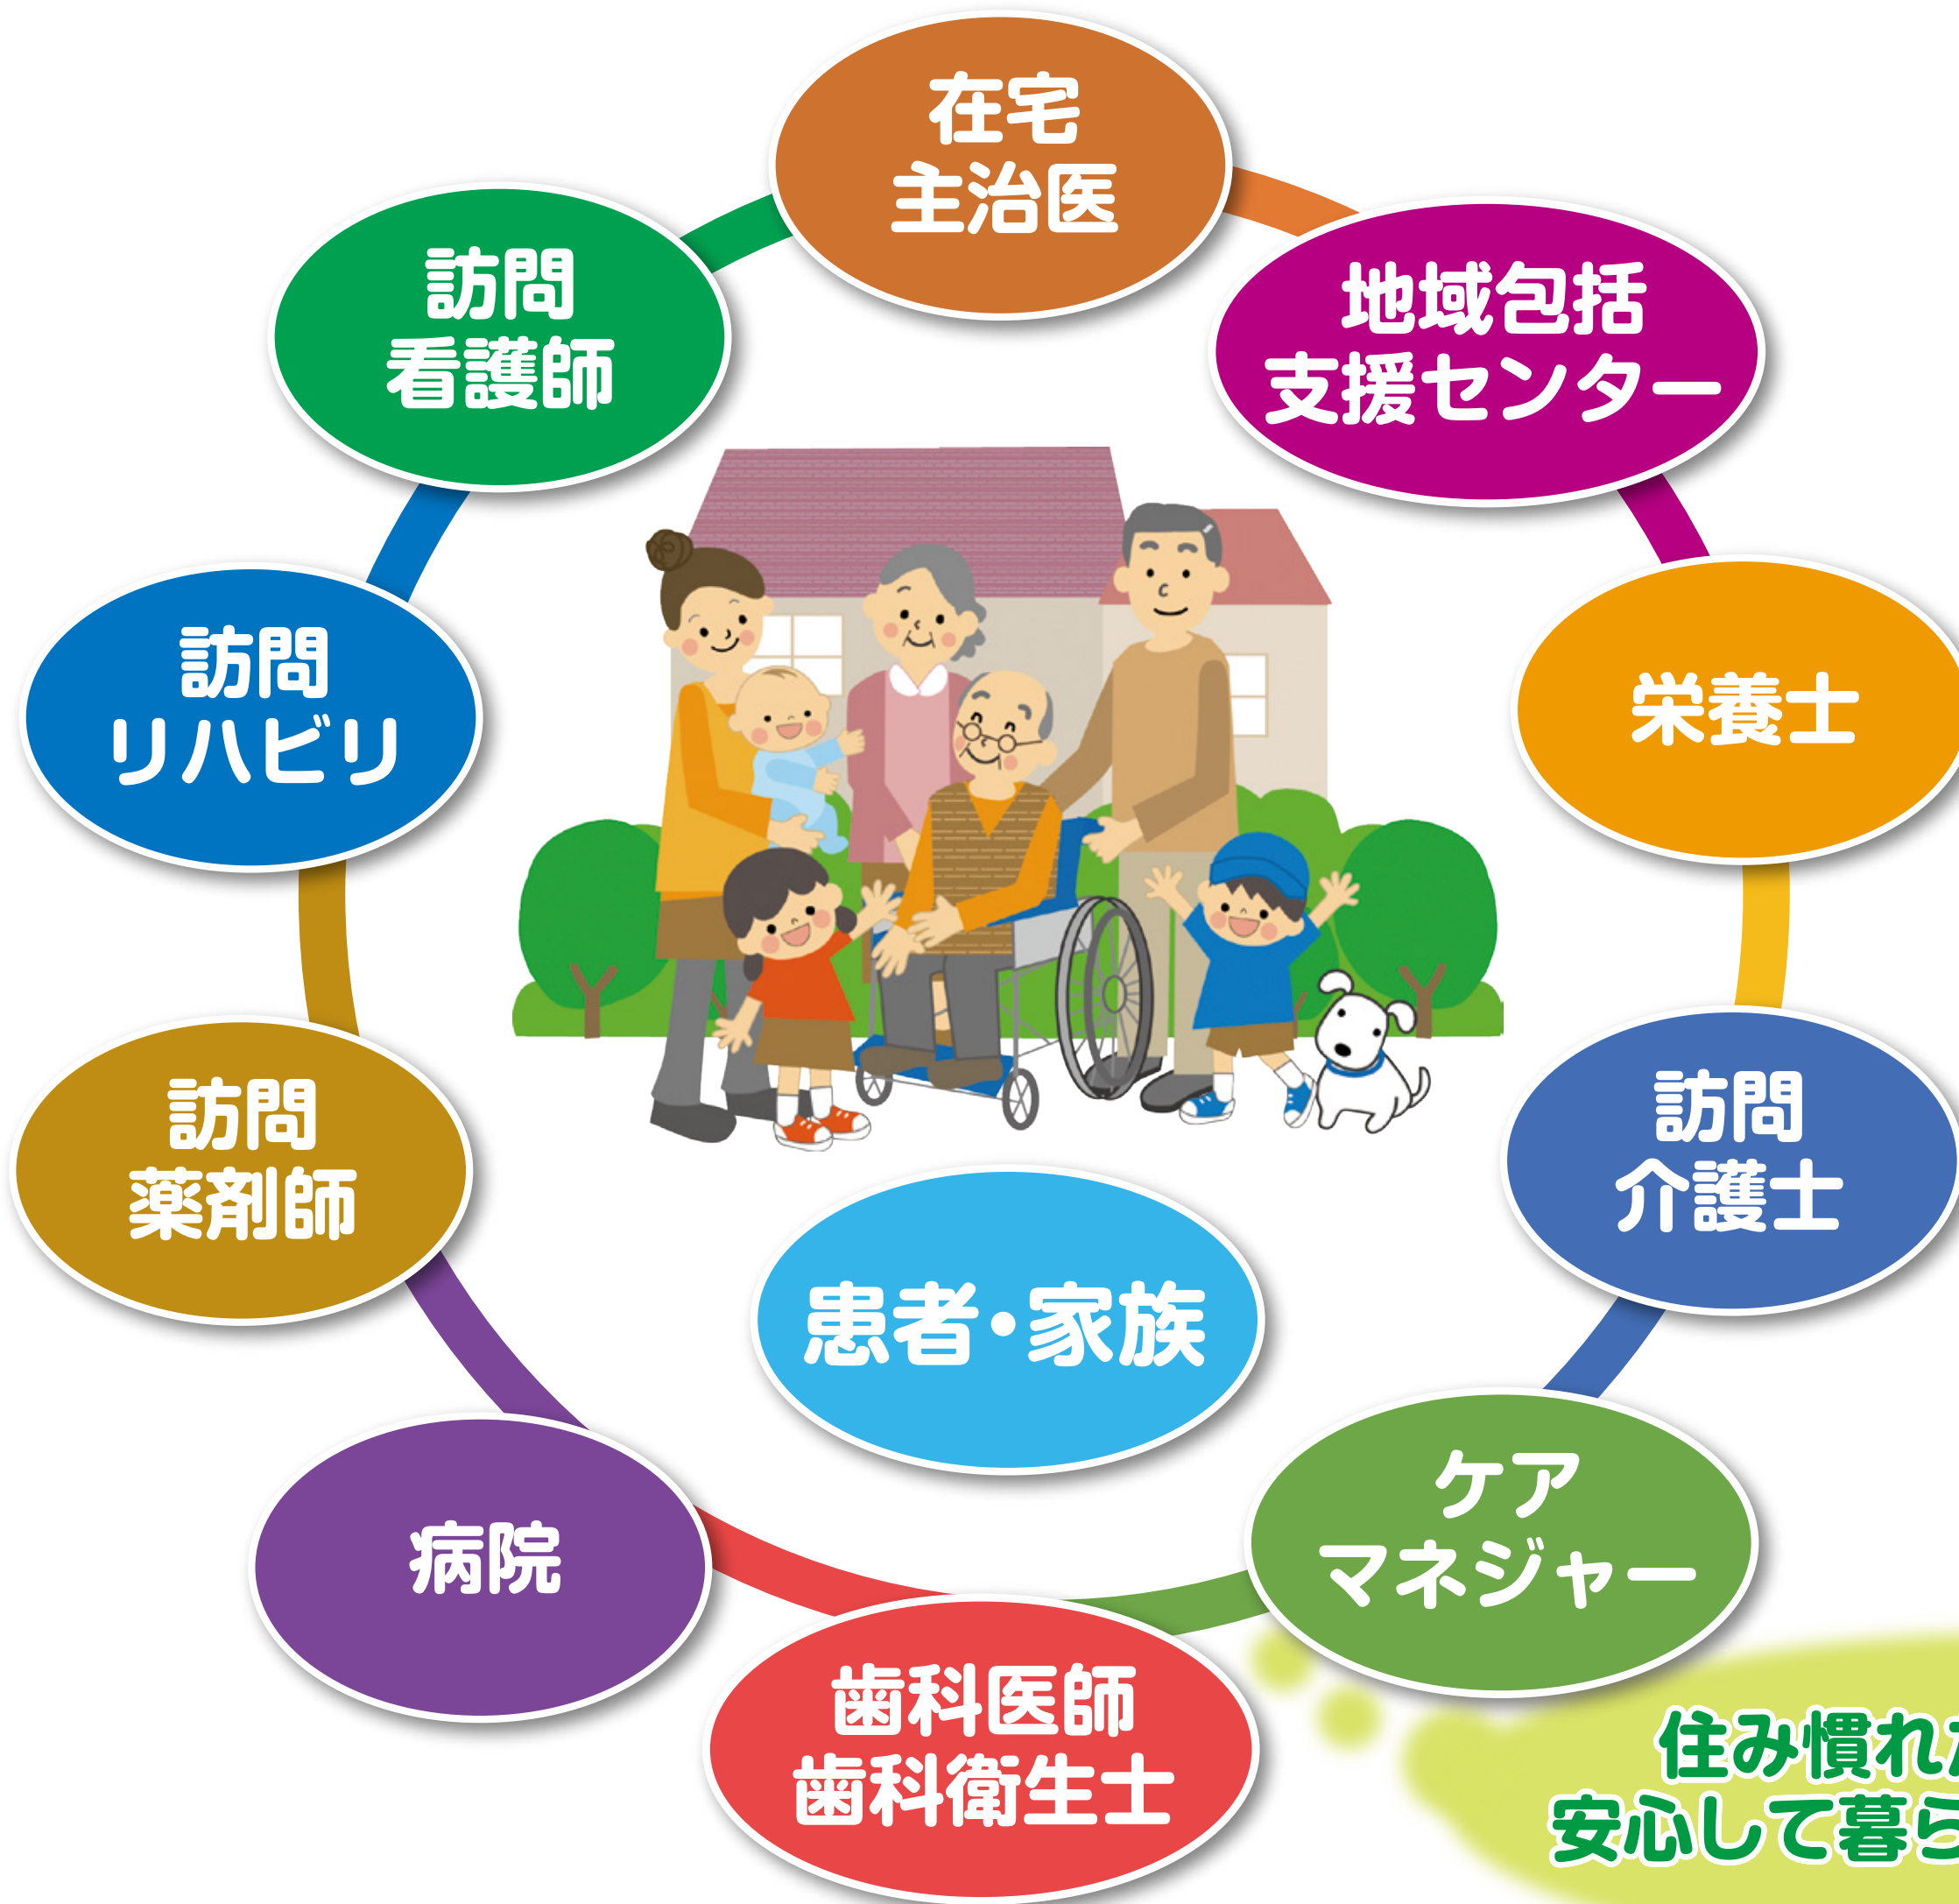 在宅
主治医
訪問
看護師
地域包括
支援センター
訪問
リハビリ
栄養士
訪問
薬剤師
訪問
介護士
患者・家族
病院
ケア
マネジャー
歯科医師
歯科衛生士
住み慣れ
安心して暮ら